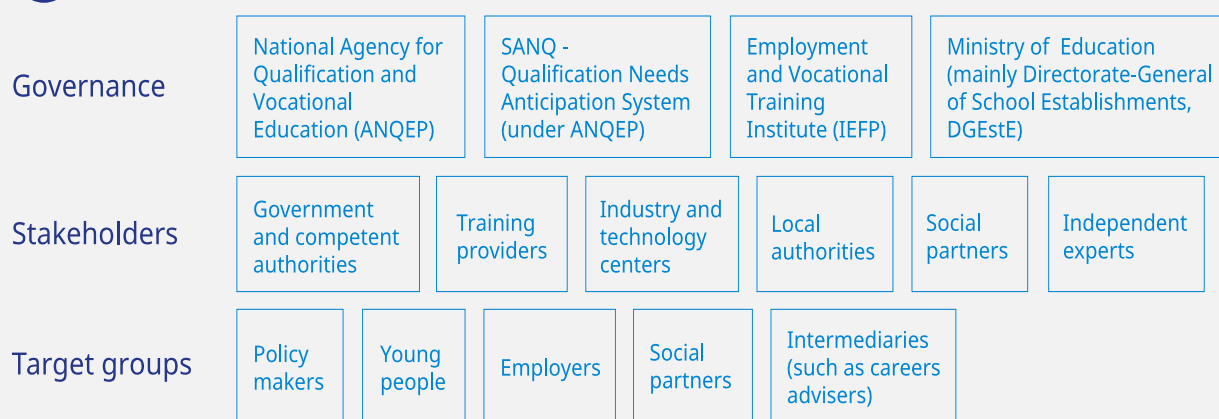 Governance
National Agency for
Qualification and
Vocational
Education (ANQEP)
SANQ -
Qualification Needs
Anticipation System
(under ANQEP)
Employment
and Vocational
Training
Institute (IEFP)
Ministry of Education
(mainly Directorate-General
of School Establishments,
DGEstE)
Stakeholders
Government
and competent
authorities
Training
providers
Industry and
technology
centers
Local
authorities
Social
partners
Independent
experts
Target groups
Policy
makers
Young
people
Employers
Social
partners
Intermediaries
(such as careers
advisers)